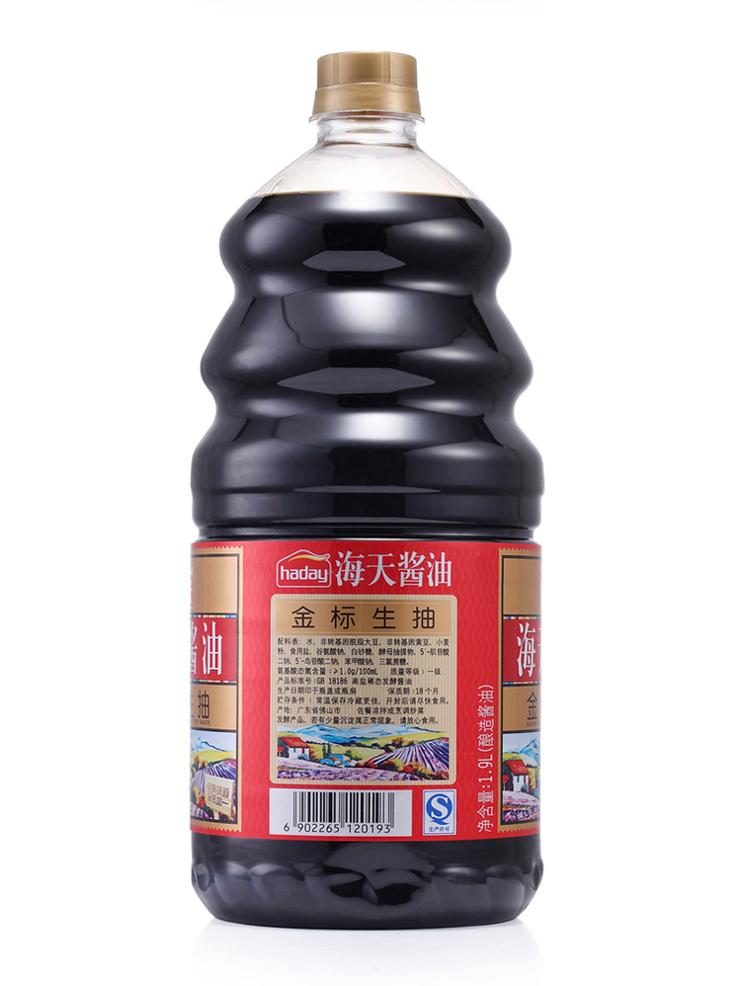 haday 海天酱油
金标生抽
配料表: 水、非转基因脱脂大豆、非转基因黄豆、小麦
粉、食用盐、谷氨酸钠、白砂糖、酵母抽提物、5'-肌苷酸
二钠、5'-鸟苷酸二钠、苯甲酸钠、三氯蔗糖。
氨基酸态氮含量:≥1.0g/100mL 质量等级: 一级
产品标准号:GB 18186 高盐稀态发酵酱油
生产日期印于瓶盖或瓶肩 保质期: 18个月
贮存条件: 常温保存冷藏更佳, 开封后请尽快食用。
产地: 广东省佛山市 佐餐凉拌或烹调炒菜
发酵产品, 若有少量沉淀属正常现象, 请放心食用。
6 902265 120193
生产许可
净含量:1.9L(酿造酱油)
酱油
生抽
海
金